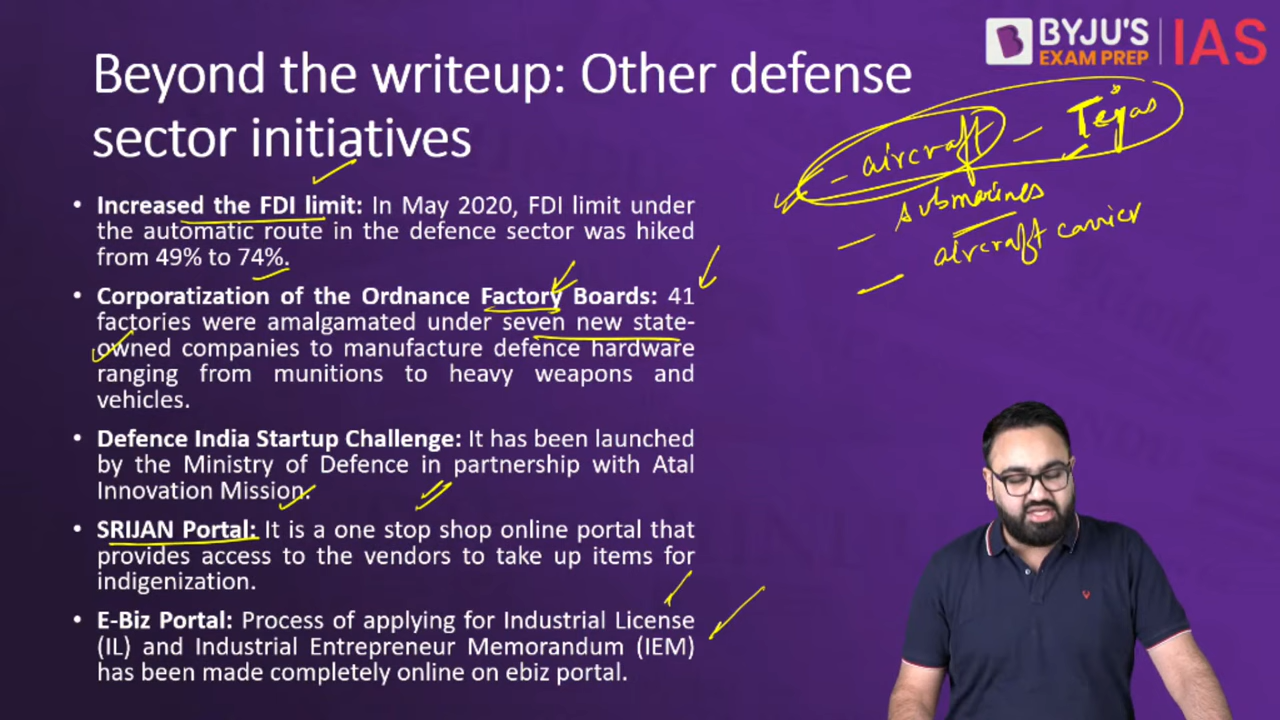 BYJU'S
EXAM PREP
IAS
Beyond the writeup: Other defense
sector initiatives
- aircraft - Tejas
- Submarines
- aircraft carrier
• Increased the FDI limit: In May 2020, FDI limit under
the automatic route in the defence sector was hiked
from 49% to 74%.
• Corporatization of the Ordnance Factory Boards: 41
factories were amalgamated under seven new state-
owned companies to manufacture defence hardware
ranging from munitions to heavy weapons and
vehicles.
• Defence India Startup Challenge: It has been launched
by the Ministry of Defence in partnership with Atal
Innovation Mission.
• SRIJAN Portal: It is a one stop shop online portal that
provides access to the vendors to take up items for
indigenization.
• E-Biz Portal: Process of applying for Industrial License
(IL) and Industrial Entrepreneur Memorandum (IEM)
has been made completely online on ebiz portal.